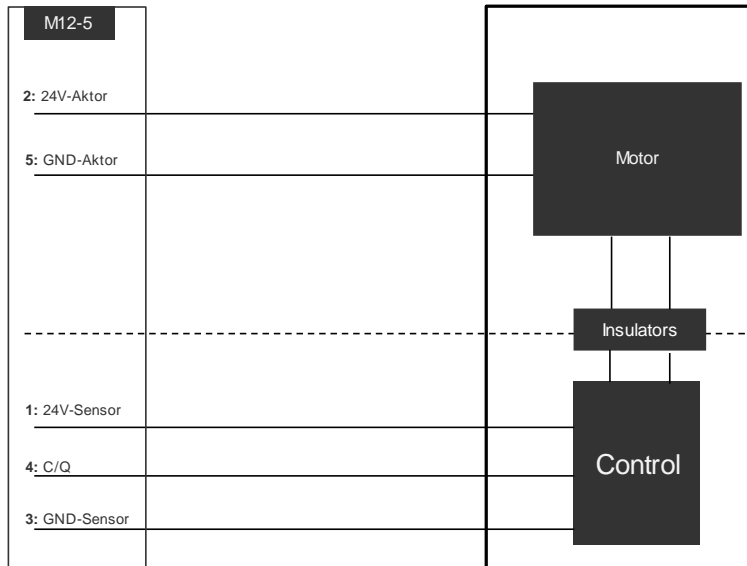 M12-5
2: 24V-Aktor
5: GND-Aktor
Motor
Insulators
1: 24V-Sensor
4: C/Q
Control
3: GND-Sensor